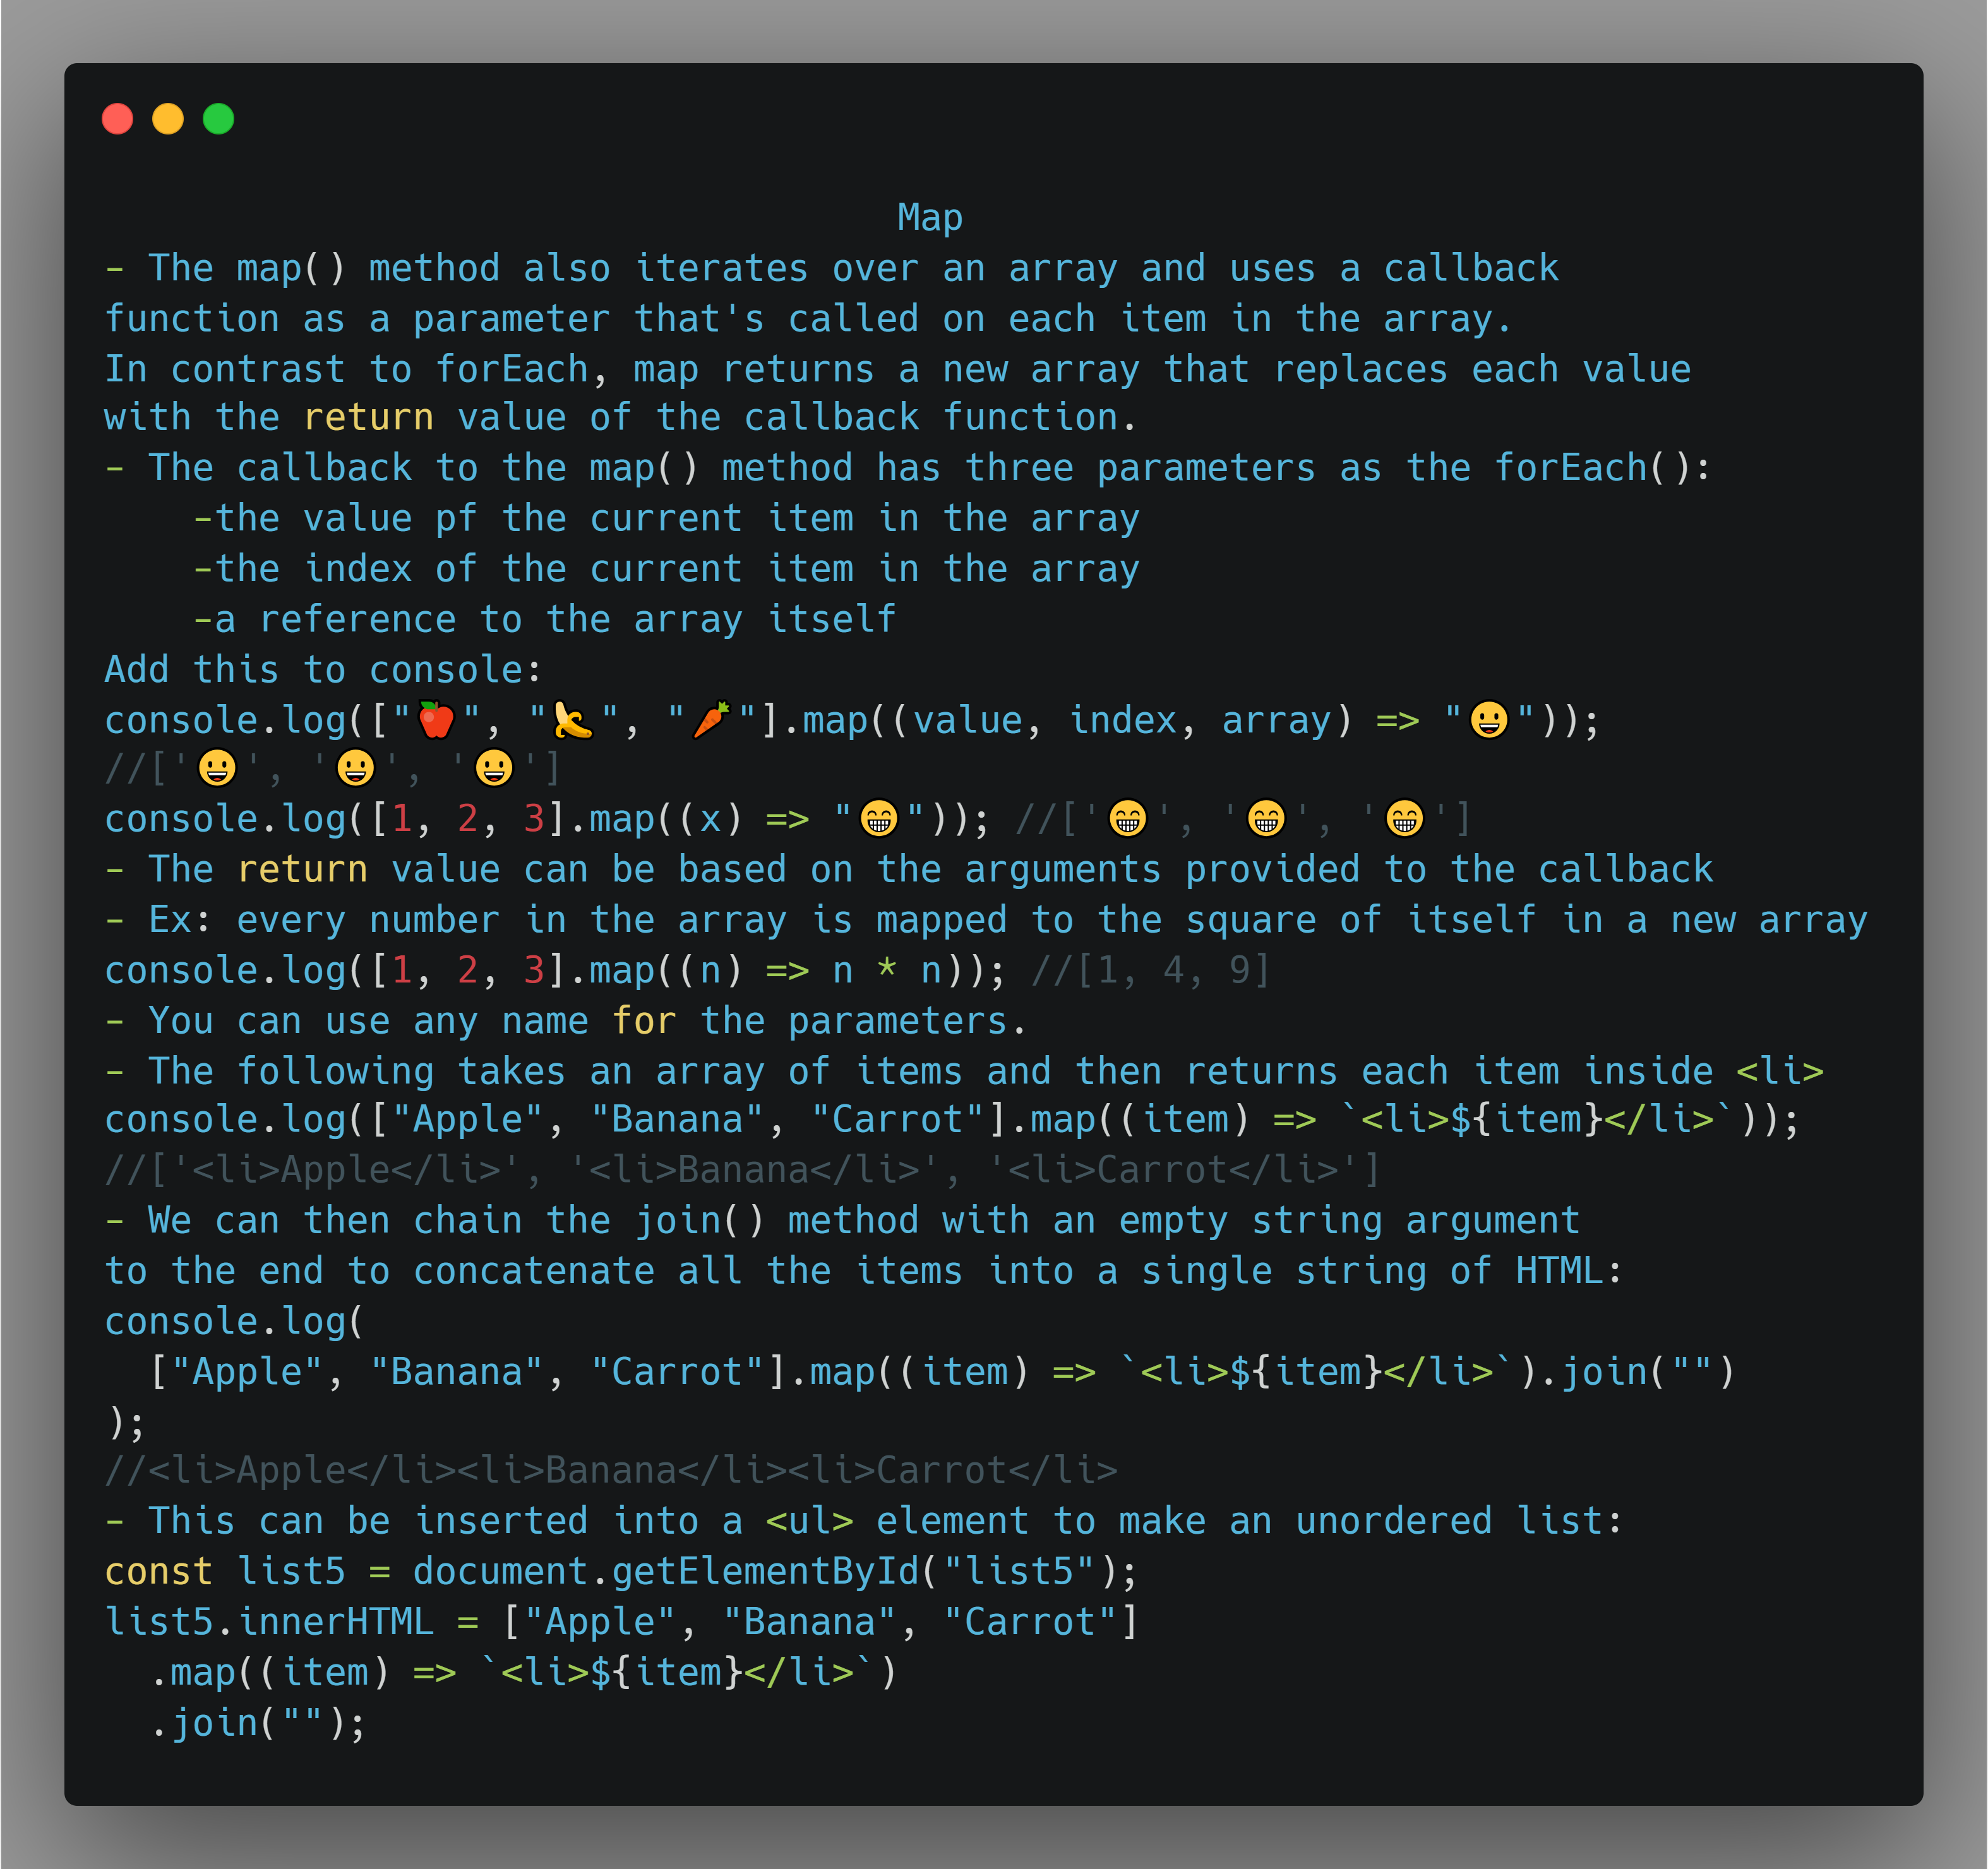 Map
- The map() method also iterates over an array and uses a callback
function as a parameter that's called on each item in the array.
In contrast to forEach, map returns a new array that replaces each value
with the return value of the callback function.
- The callback to the map() method has three parameters as the forEach():
    -the value pf the current item in the array
    -the index of the current item in the array
    -a reference to the array itself
Add this to console:
console.log(["🍎", "🍌", "🥕"].map((value, index, array) => "😀"));
//['😀', '😀', '😀']
console.log([1, 2, 3].map((x) => "😁")); //['😁', '😁', '😁']
- The return value can be based on the arguments provided to the callback
- Ex: every number in the array is mapped to the square of itself in a new array
console.log([1, 2, 3].map((n) => n * n)); //[1, 4, 9]
- You can use any name for the parameters.
- The following takes an array of items and then returns each item inside <li>
console.log(["Apple", "Banana", "Carrot"].map((item) => `<li>${item}</li>`));
//['<li>Apple</li>', '<li>Banana</li>', '<li>Carrot</li>']
- We can then chain the join() method with an empty string argument
to the end to concatenate all the items into a single string of HTML:
console.log(
  ["Apple", "Banana", "Carrot"].map((item) => `<li>${item}</li>`).join("")
);
//<li>Apple</li><li>Banana</li><li>Carrot</li>
- This can be inserted into a <ul> element to make an unordered list:
const list5 = document.getElementById("list5");
list5.innerHTML = ["Apple", "Banana", "Carrot"]
  .map((item) => `<li>${item}</li>`)
  .join("");